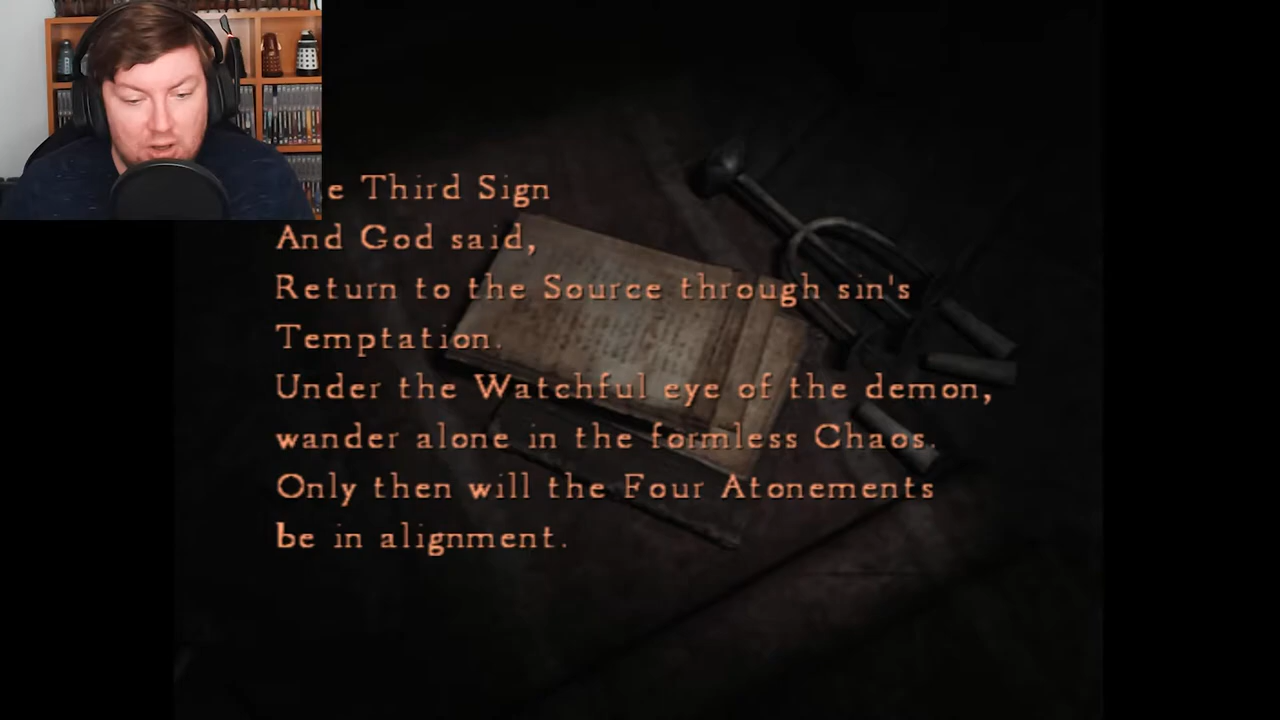 e Third Sign
And God said,
Return to the Source through sin's
Temptation.
Under the Watchful eye of the demon,
wander alone in the formless Chaos.
Only then will the Four Atonements
be in alignment.